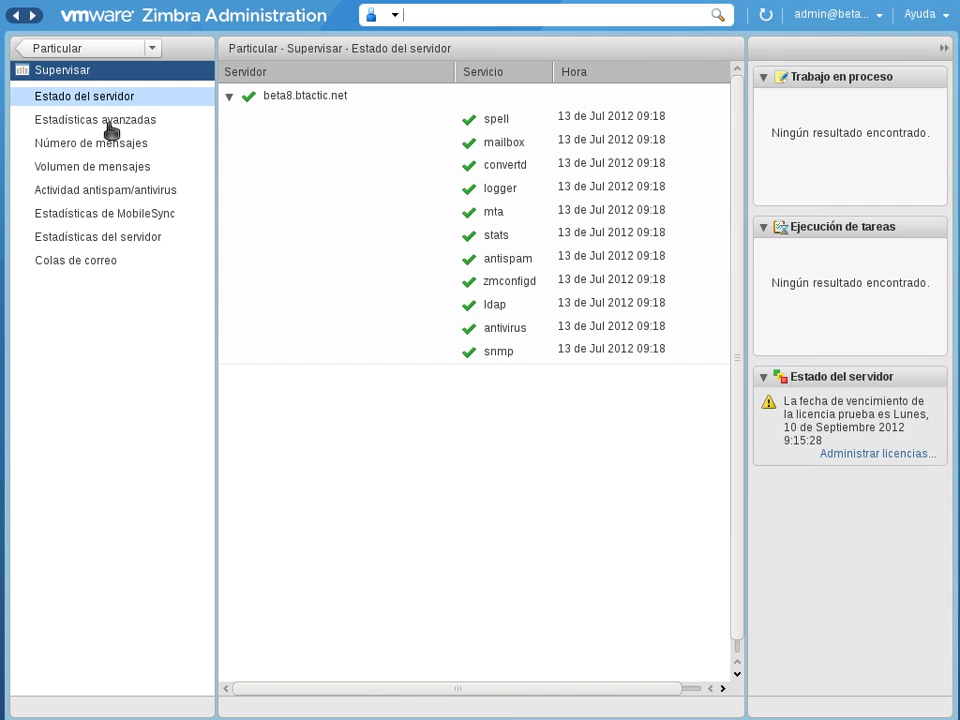 vmware Zimbra Administration
admin@beta...
Ayuda
Particular
Supervisar
Estado del servidor
Estadísticas avanzadas
Número de mensajes
Volumen de mensajes
Actividad antispam/antivirus
Estadísticas de MobileSync
Estadísticas del servidor
Colas de correo
Particular - Supervisar - Estado del servidor
Servidor Servicio Hora
beta8.btactic.net
spell 13 de Jul 2012 09:18
mailbox 13 de Jul 2012 09:18
convertd 13 de Jul 2012 09:18
logger 13 de Jul 2012 09:18
mta 13 de Jul 2012 09:18
stats 13 de Jul 2012 09:18
antispam 13 de Jul 2012 09:18
zmconfigd 13 de Jul 2012 09:18
ldap 13 de Jul 2012 09:18
antivirus 13 de Jul 2012 09:18
snmp 13 de Jul 2012 09:18
Trabajo en proceso
Ningún resultado encontrado.
Ejecución de tareas
Ningún resultado encontrado.
Estado del servidor
La fecha de vencimiento de
la licencia prueba es Lunes,
10 de Septiembre 2012
9:15:28
Administrar licencias...